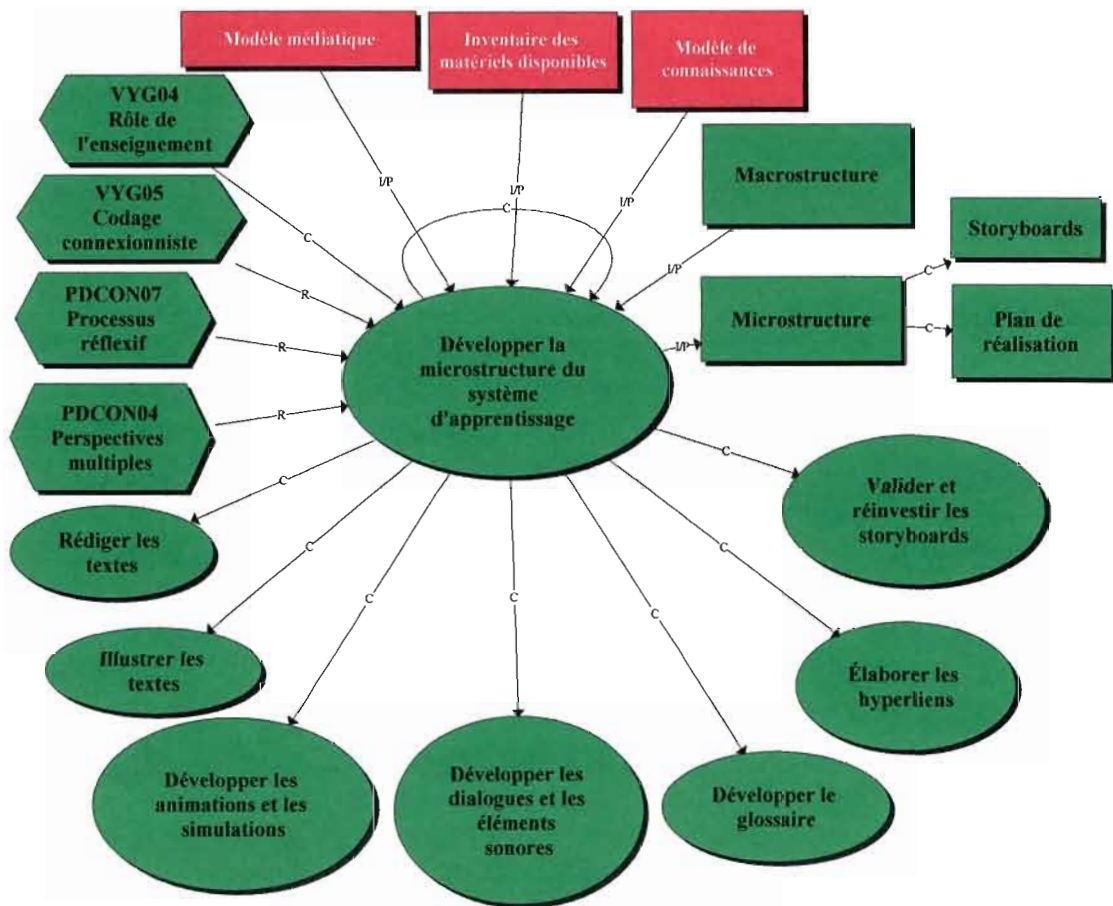 Modèle médiatique
Inventaire des
matériels disponibles
Modèle de
connaissances
VYG04
Rôle de
l'enseignement
Macrostructure
VYG05
Codage
connexionniste
Storyboards
I/P
I/P
C
I/P
C
I/P
R
C
PDCON07
Processus
réflexif
R
Développer la
microstructure du
système
d'apprentissage
I/P
Microstructure
C
Plan de
réalisation
PDCON04
Perspectives
multiples
R
C
C
Valider et
réinvestir les
storyboards
Rédiger les
textes
C
C
C
C
C
Illustrer les
textes
Élaborer les
hyperliens
Développer les
animations et les
simulations
Développer les
dialogues et les
éléments
sonores
Développer le
glossaire